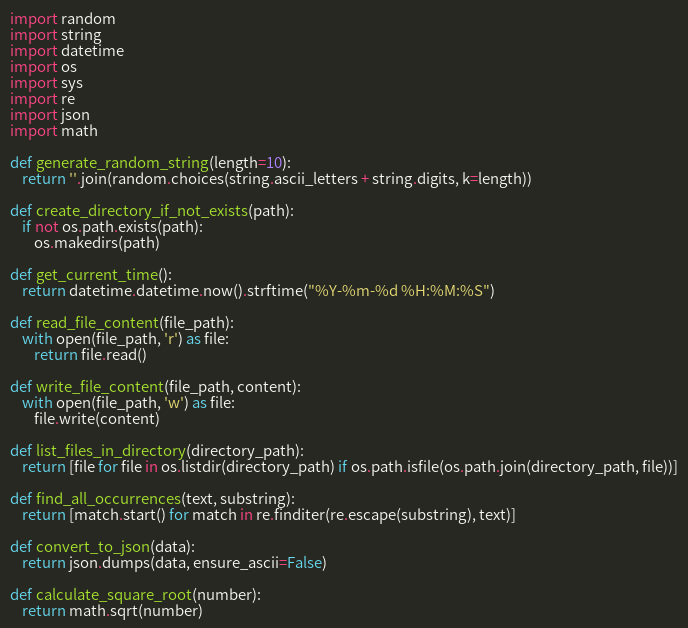 import random
import string
import datetime
import os
import sys
import re
import json
import math

def generate_random_string(length=10):
    return ''.join(random.choices(string.ascii_letters + string.digits, k=length))

def create_directory_if_not_exists(path):
    if not os.path.exists(path):
        os.makedirs(path)

def get_current_time():
    return datetime.datetime.now().strftime("%Y-%m-%d %H:%M:%S")

def read_file_content(file_path):
    with open(file_path, 'r') as file:
        return file.read()

def write_file_content(file_path, content):
    with open(file_path, 'w') as file:
        file.write(content)

def list_files_in_directory(directory_path):
    return [file for file in os.listdir(directory_path) if os.path.isfile(os.path.join(directory_path, file))]

def find_all_occurrences(text, substring):
    return [match.start() for match in re.finditer(re.escape(substring), text)]

def convert_to_json(data):
    return json.dumps(data, ensure_ascii=False)

def calculate_square_root(number):
    return math.sqrt(number)